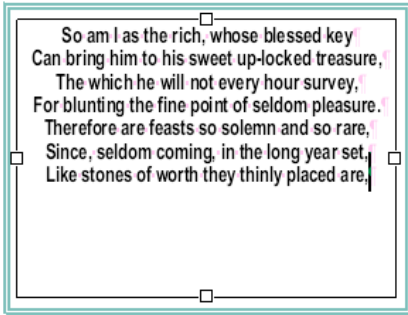 So am I as the rich, whose blessed key
Can bring him to his sweet up-locked treasure,
The which he will not every hour survey,
For blunting the fine point of seldom pleasure.
Therefore are feasts so solemn and so rare,
Since, seldom coming, in the long year set,
Like stones of worth they thinly placed are,